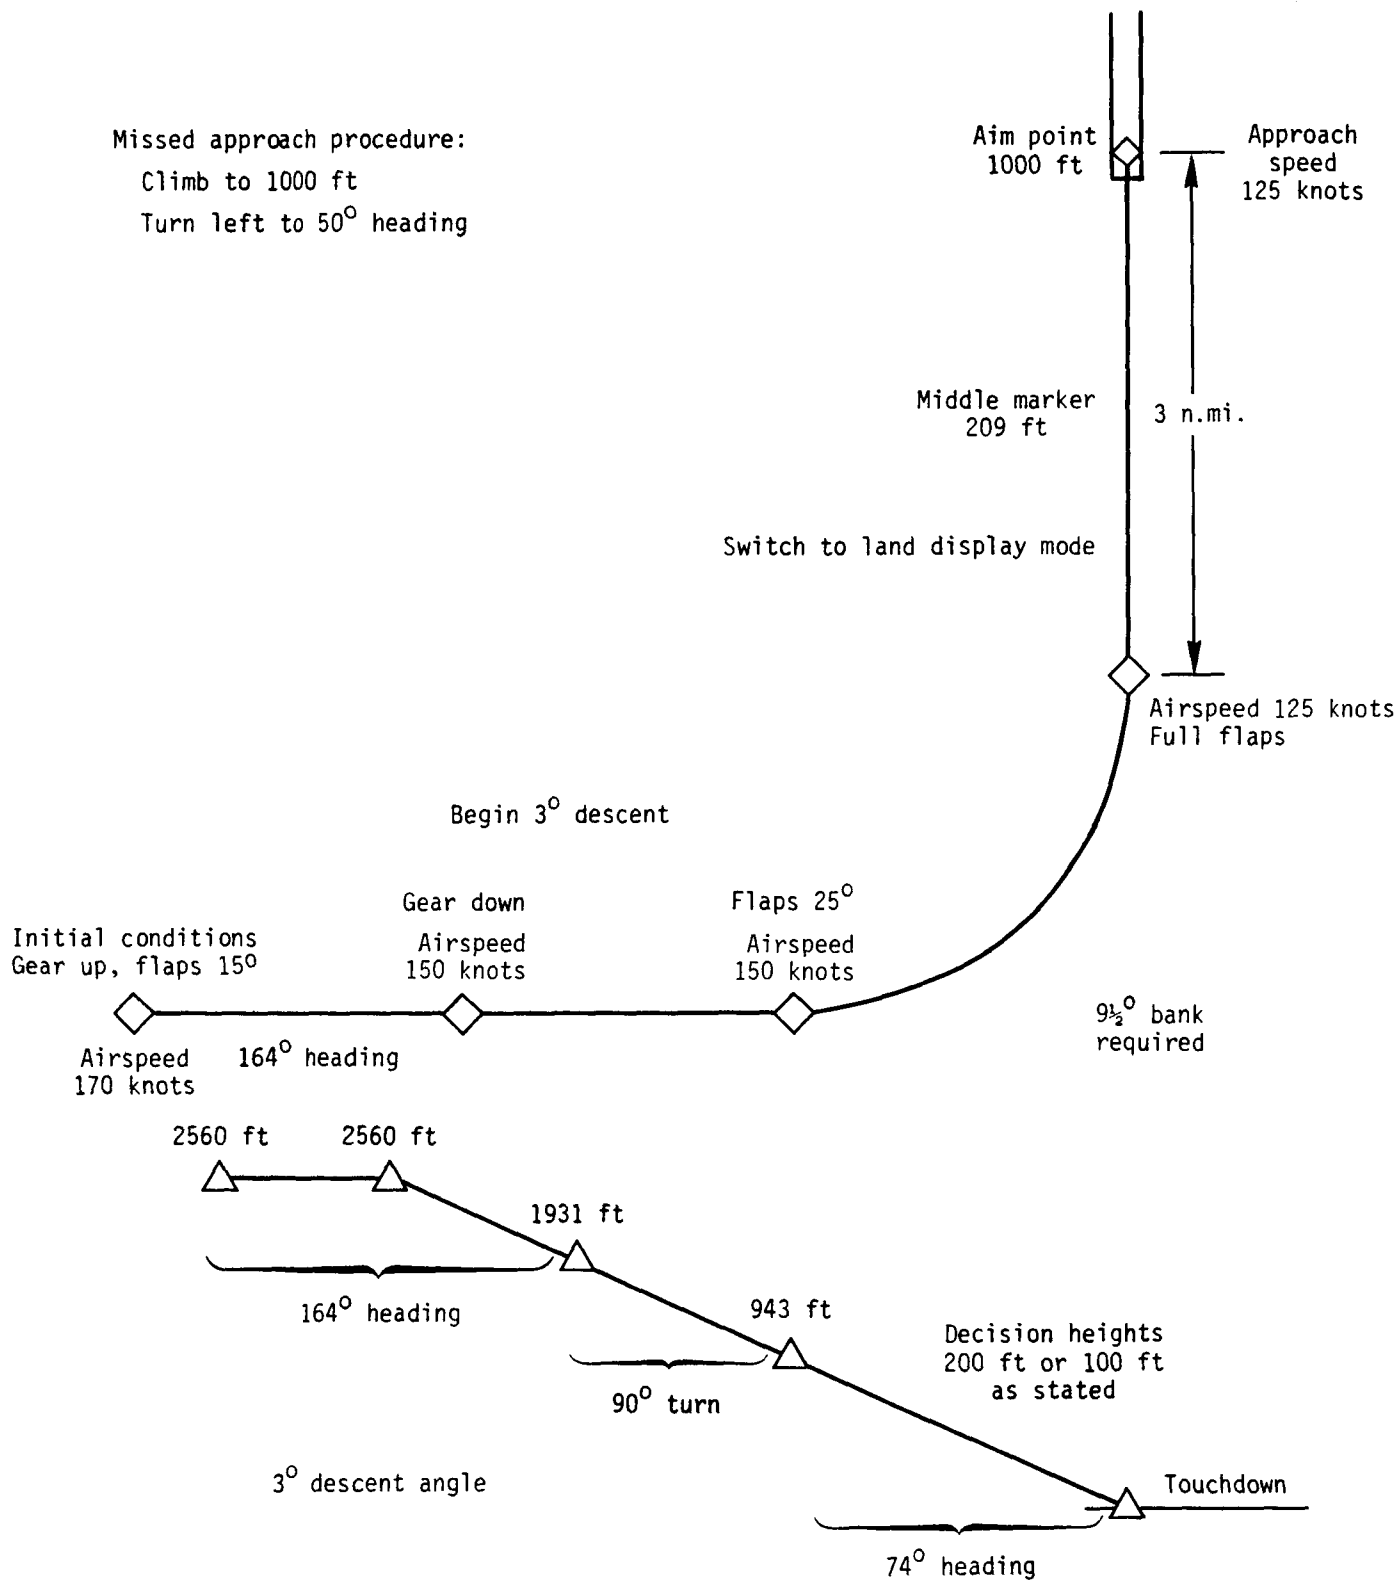 Missed approach procedure:
Climb to 1000 ft
Turn left to 50° heading
Aim point
1000 ft
Approach
speed
125 knots
Middle marker
209 ft
3 n.mi.
Switch to land display mode
Airspeed 125 knots
Full flaps
Begin 3° descent
Initial conditions
Gear up, flaps 15°
Gear down
Airspeed
150 knots
Flaps 25°
Airspeed
150 knots
9½° bank
required
Airspeed
170 knots
164° heading
2560 ft
2560 ft
1931 ft
164° heading
943 ft
90° turn
Decision heights
200 ft or 100 ft
as stated
3° descent angle
Touchdown
74° heading